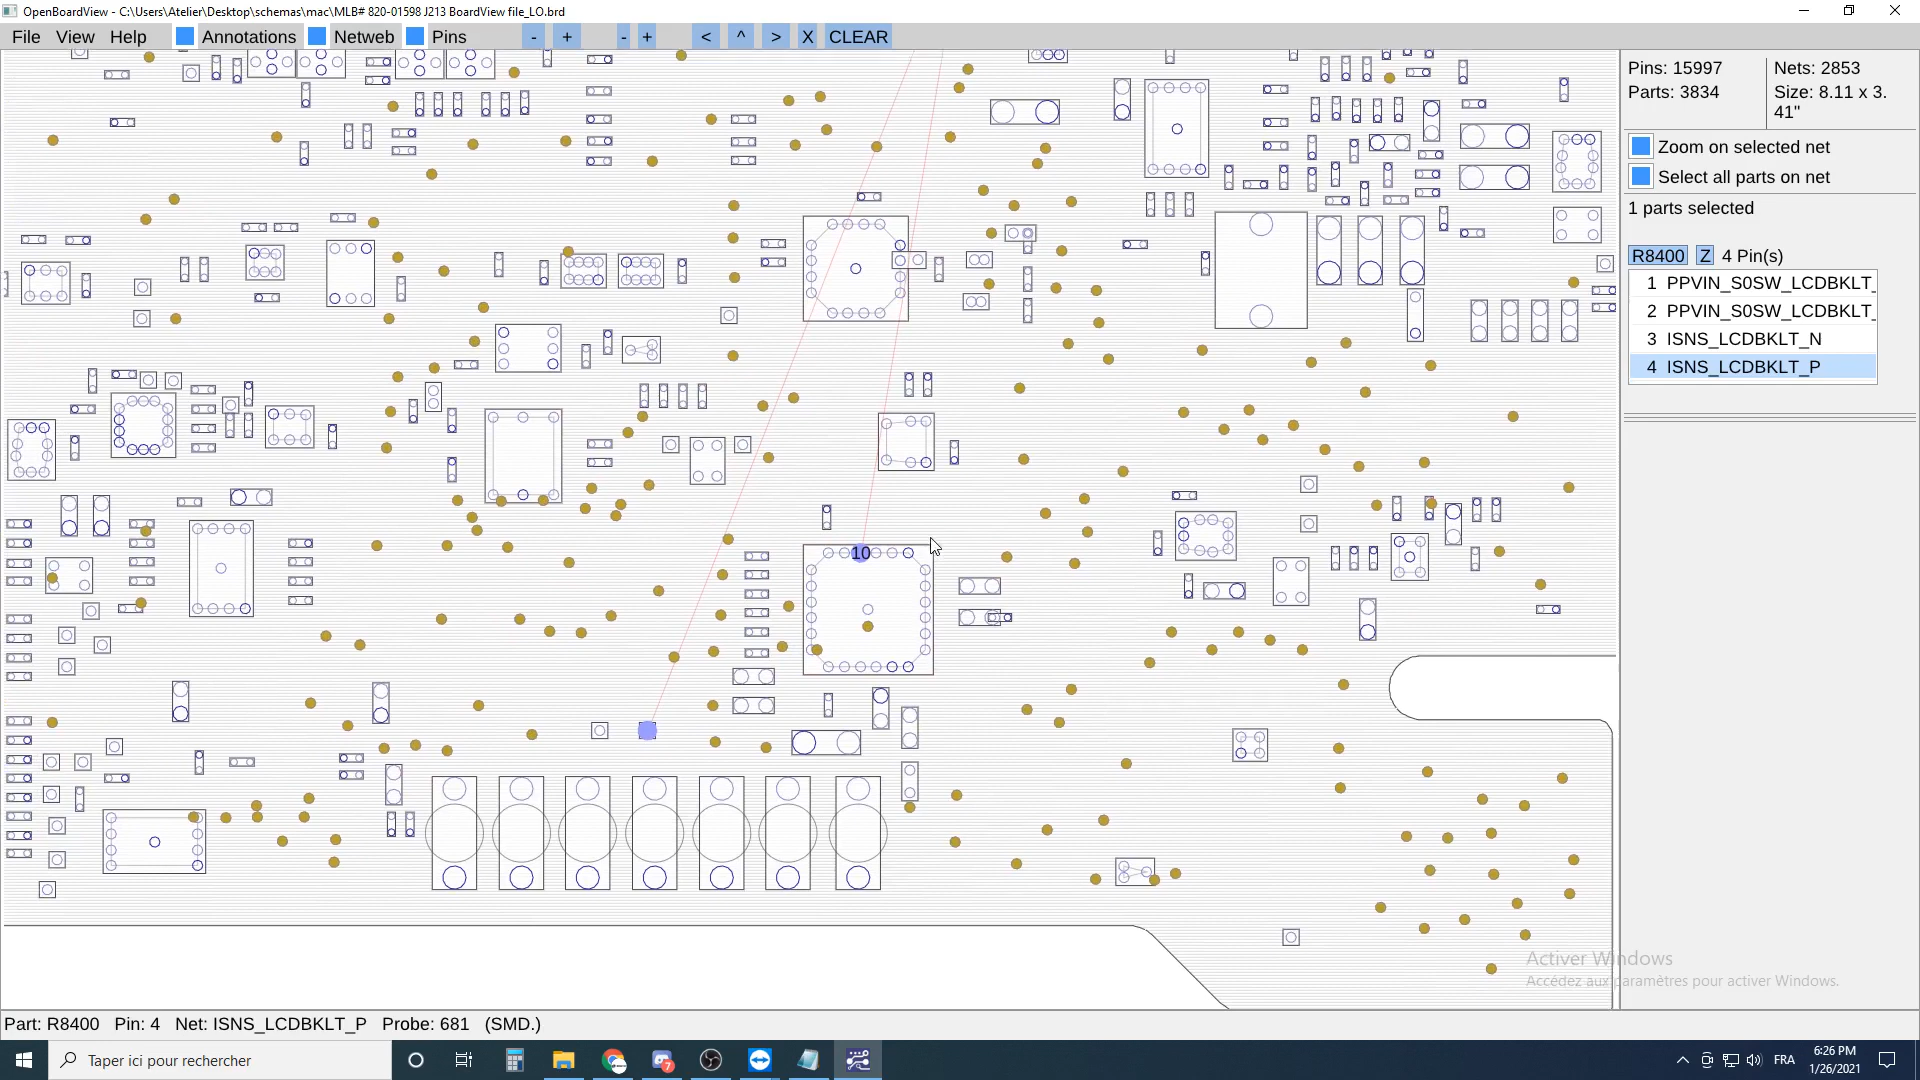 OpenBoardView - C:\Users\Atelier\Desktop\schemas\mac\MLB# 820-01598 J213 BoardView file_LO.brd
File View Help Annotations Netweb Pins - + - + < ^ > X CLEAR
Pins: 15997 Nets: 2853
Parts: 3834 Size: 8.11 x 3.
41"
Zoom on selected net
Select all parts on net
1 parts selected
R8400 Z 4 Pin(s)
1 PPVIN_S0SW_LCDBKLT_
2 PPVIN_S0SW_LCDBKLT_
3 ISNS_LCDBKLT_N
4 ISNS_LCDBKLT_P
10
Activer Windows
Accédez aux paramètres pour activer Windows.
Part: R8400 Pin: 4 Net: ISNS_LCDBKLT_P Probe: 681 (SMD.)
Taper ici pour rechercher
7
FRA
6:26 PM
1/26/2021